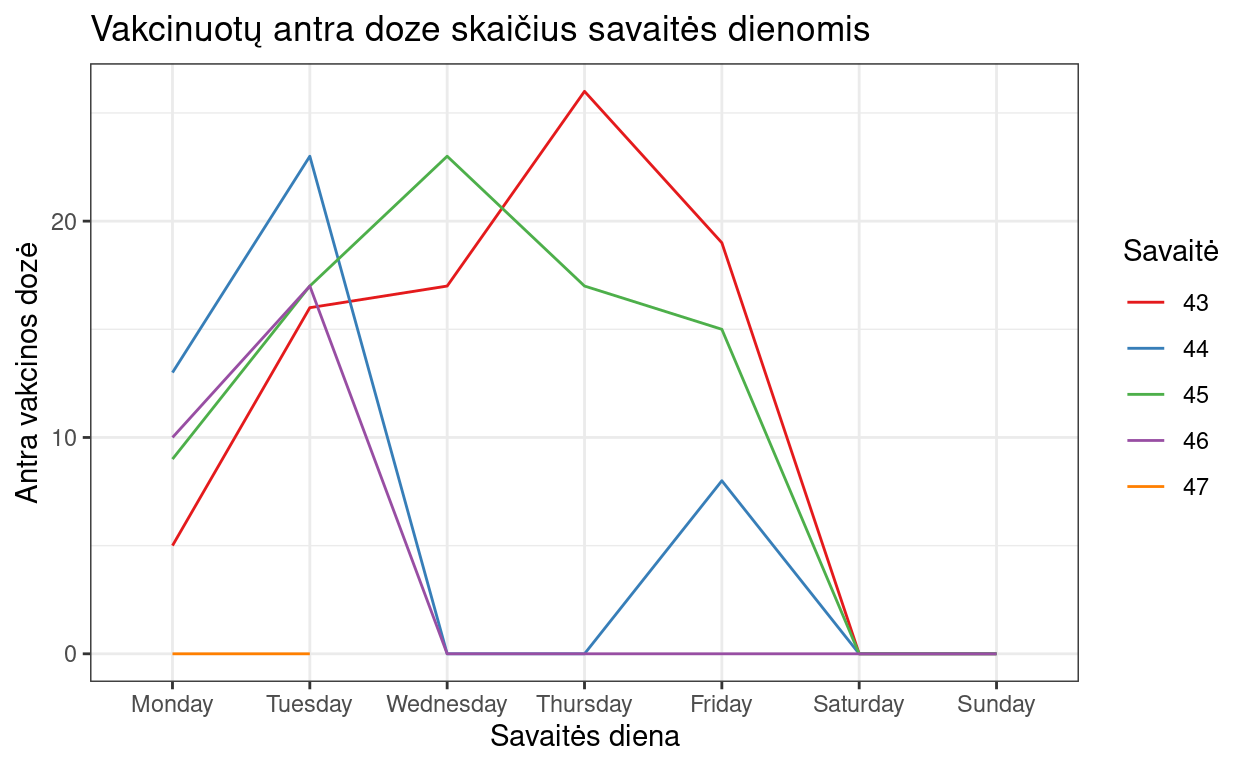 Vakcinuotų antra doze skaičius savaitės dienomis
Antra vakcinos dozė
20
10
0
Monday Tuesday Wednesday Thursday Friday Saturday Sunday
Savaitės diena
Savaitė
43
44
45
46
47